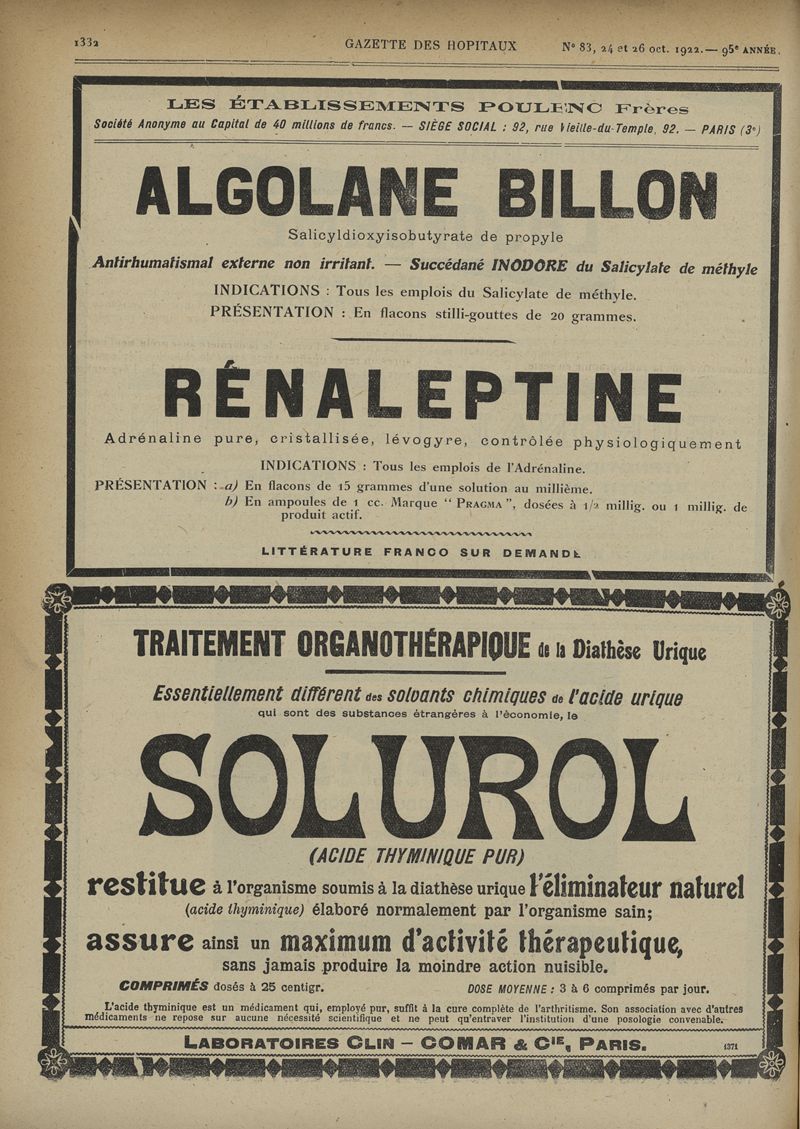 1332
GAZETTE DES HOPITAUX
N° 83, 24 et 26 oct. 1922. — 95e ANNÉE.
LES ÉTABLISSEMENTS POULENC Frères
Société Anonyme au Capital de 40 millions de francs. — SIÈGE SOCIAL : 92, rue Vieille-du-Temple, 92. — PARIS (3e)
ALGOLANE BILLON
Salicyldioxyisobutyrate de propyle
Antirhumatismal externe non irritant. — Succédané INODORE du Salicylate de méthyle
INDICATIONS : Tous les emplois du Salicylate de méthyle.
PRÉSENTATION : En flacons stilli-gouttes de 20 grammes.
RÉNALEPTINE
Adrénaline pure, cristallisée, lévogyre, contrôlée physiologiquement
INDICATIONS : Tous les emplois de l'Adrénaline.
PRÉSENTATION : a) En flacons de 15 grammes d'une solution au millième.
b) En ampoules de 1 cc. Marque “ PRAGMA ”, dosées à 1/2 millig. ou 1 millig. de
produit actif.
LITTÉRATURE FRANCO SUR DEMANDE
TRAITEMENT ORGANOTHÉRAPIQUE de la Diathèse Urique
Essentiellement différent des solvants chimiques de l'acide urique
qui sont des substances étrangères à l'économie, le
SOLUROL
(ACIDE THYMINIQUE PUR)
restitue à l'organisme soumis à la diathèse urique l'éliminateur naturel
(acide thyminique) élaboré normalement par l'organisme sain;
assure ainsi un maximum d'activité thérapeutique,
sans jamais produire la moindre action nuisible.
COMPRIMÉS dosés à 25 centigr. DOSE MOYENNE : 3 à 6 comprimés par jour.
L'acide thyminique est un médicament qui, employé pur, suffit à la cure complète de l'arthritisme. Son association avec d'autres
médicaments ne repose sur aucune nécessité scientifique et ne peut qu'entraver l'institution d'une posologie convenable.
LABORATOIRES CLIN — COMAR & CIE, PARIS.
1371